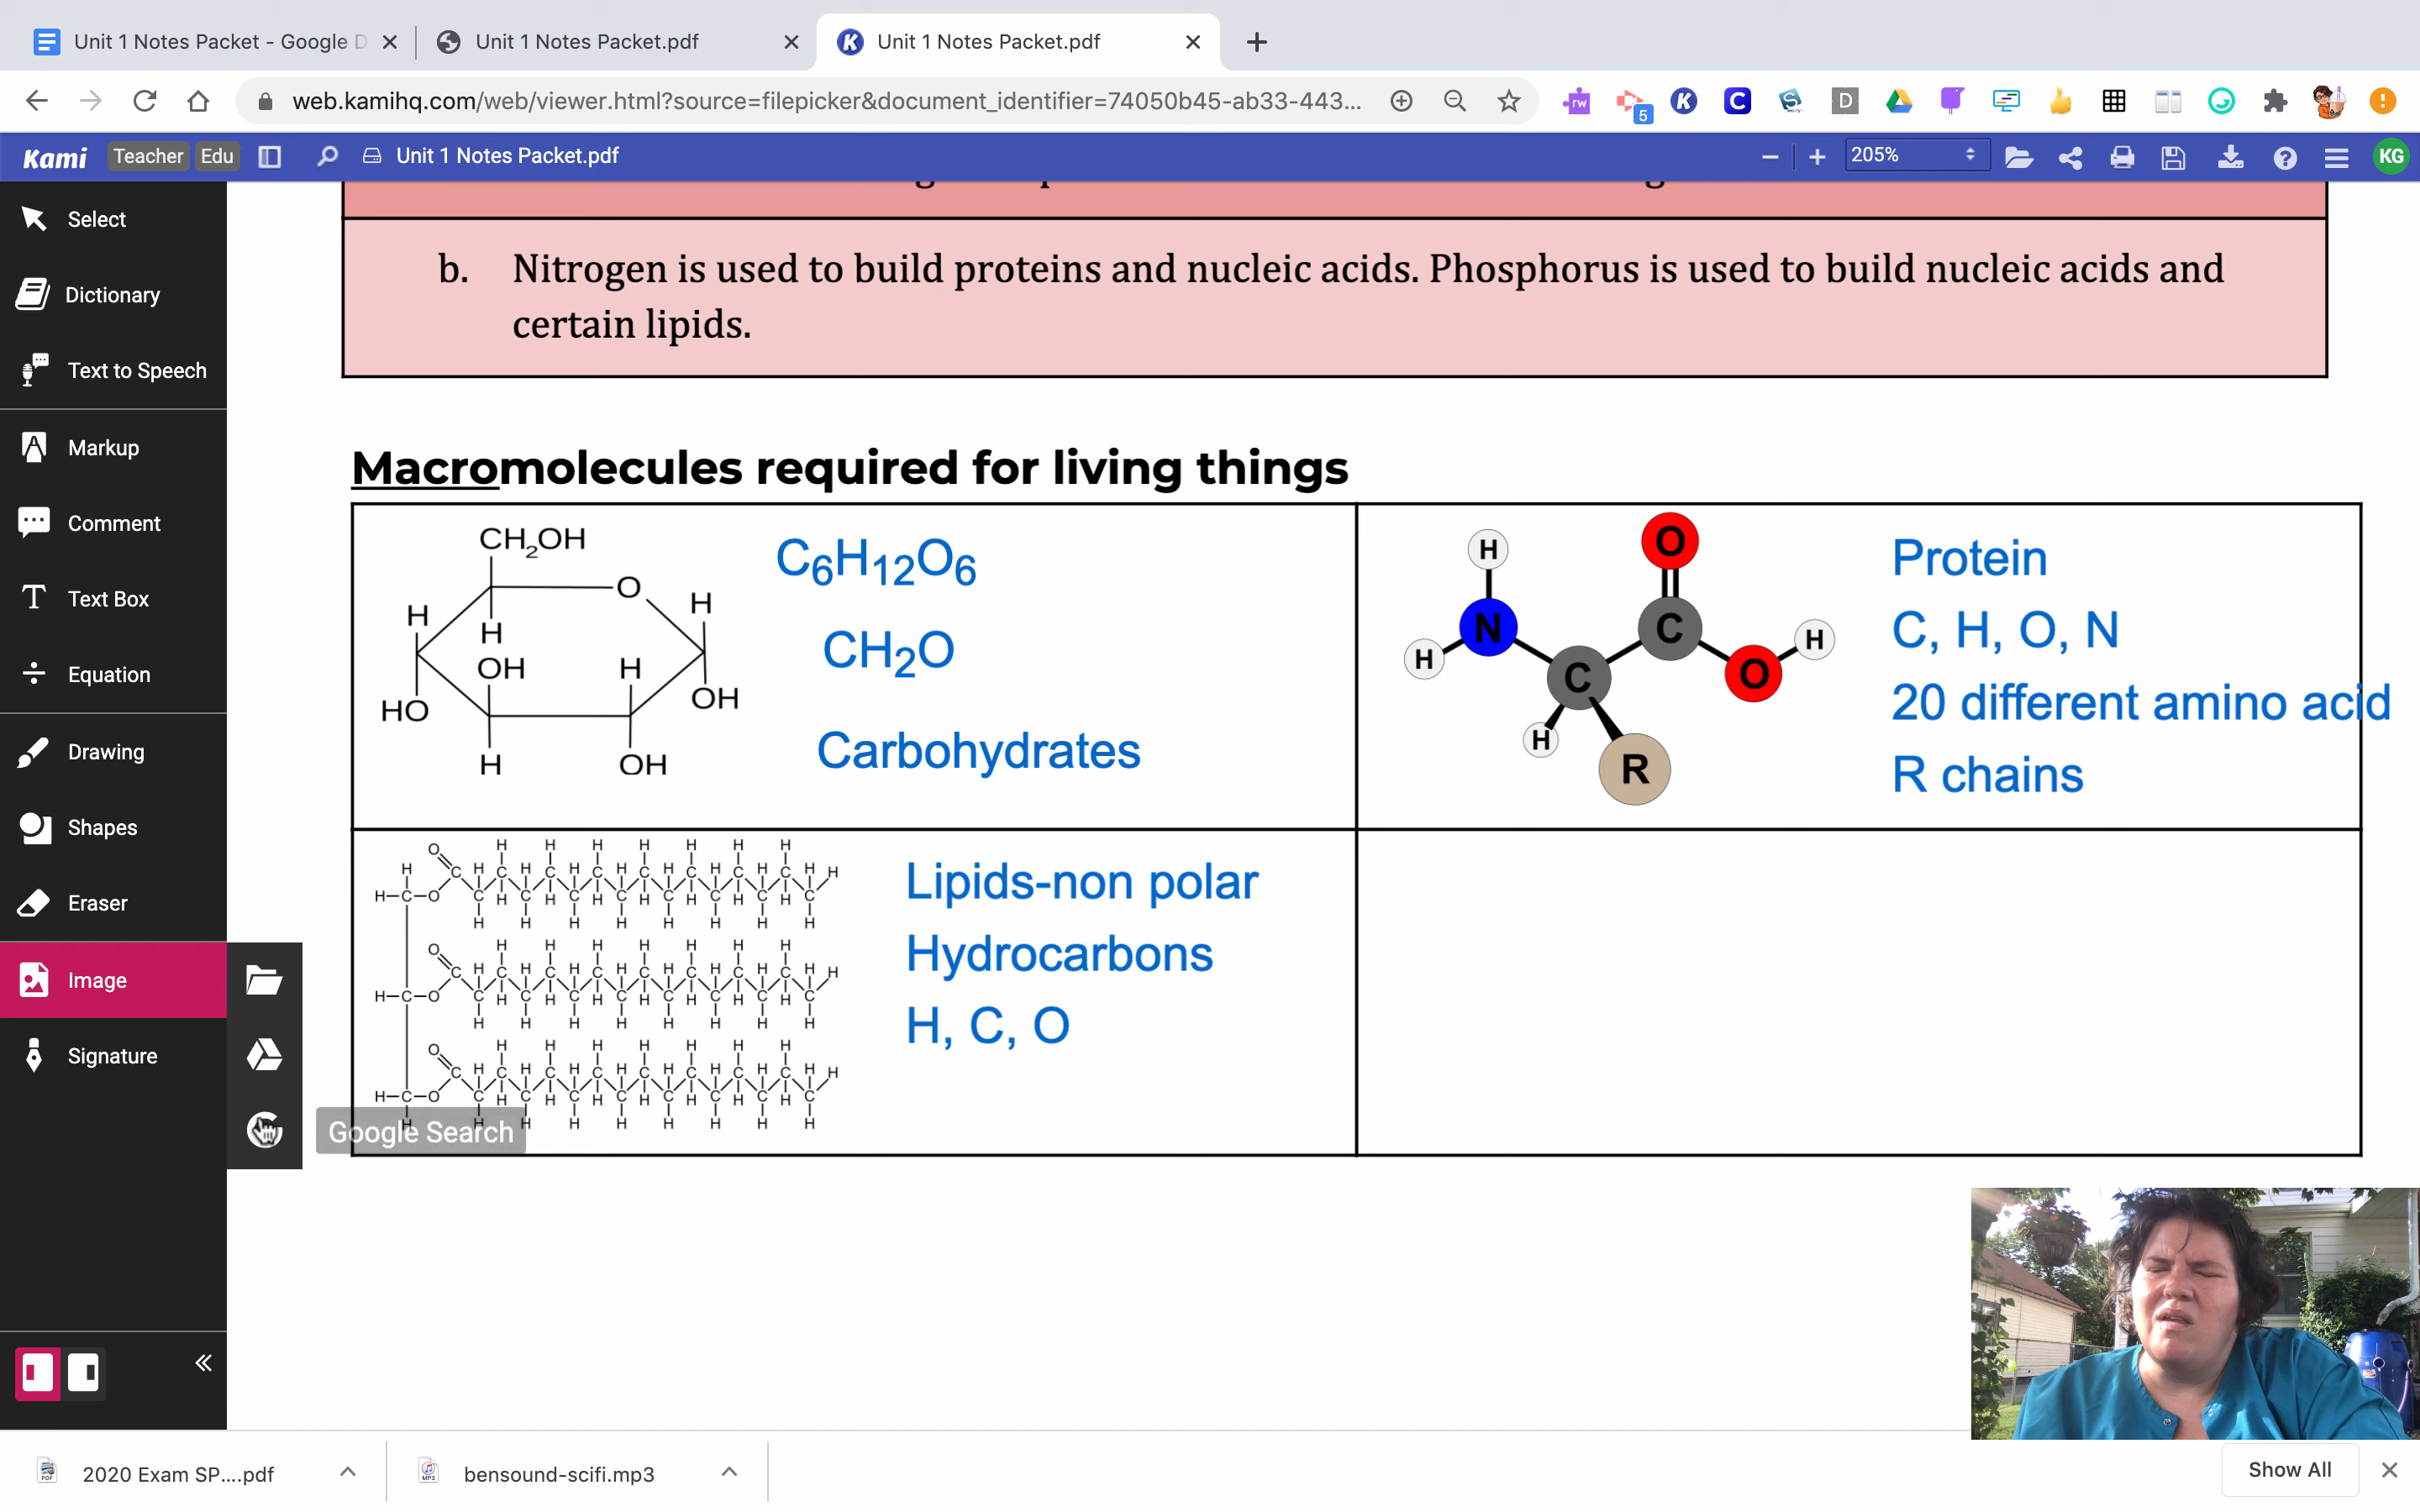 Unit 1 Notes Packet - Google D
Unit 1 Notes Packet.pdf
Unit 1 Notes Packet.pdf
web.kamihq.com/web/viewer.html?source=filepicker&document_identifier=74050b45-ab33-443...
rw
5
K
C
D
Kami
Teacher
Edu
Unit 1 Notes Packet.pdf
205%
KG
Select
Dictionary
Text to Speech
Markup
Comment
Text Box
Equation
Drawing
Shapes
Eraser
Image
Signature
Google Search
b. Nitrogen is used to build proteins and nucleic acids. Phosphorus is used to build nucleic acids and
certain lipids.
Macromolecules required for living things
CH₂OH
O
H
H
H
OH
H
HO
OH
H
OH
C6H12O6
CH2O
Carbohydrates
H
O
N
C
H
H
O
C
H
R
Protein
C, H, O, N
20 different amino acid
R chains
Lipids-non polar
Hydrocarbons
H, C, O
2020 Exam SP....pdf
bensound-scifi.mp3
Show All